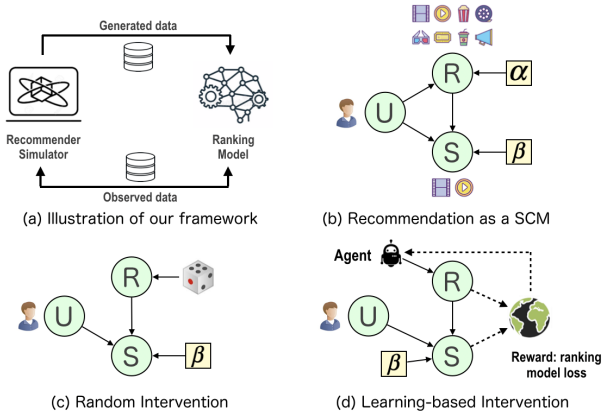 Generated data
Recommender
Simulator
Ranking
Model
Observed data
(a) Illustration of our framework
R
α
U
S
β
(b) Recommendation as a SCM
R
U
S
β
(c) Random Intervention
Agent
R
U
S
β
Reward: ranking
model loss
(d) Learning-based Intervention